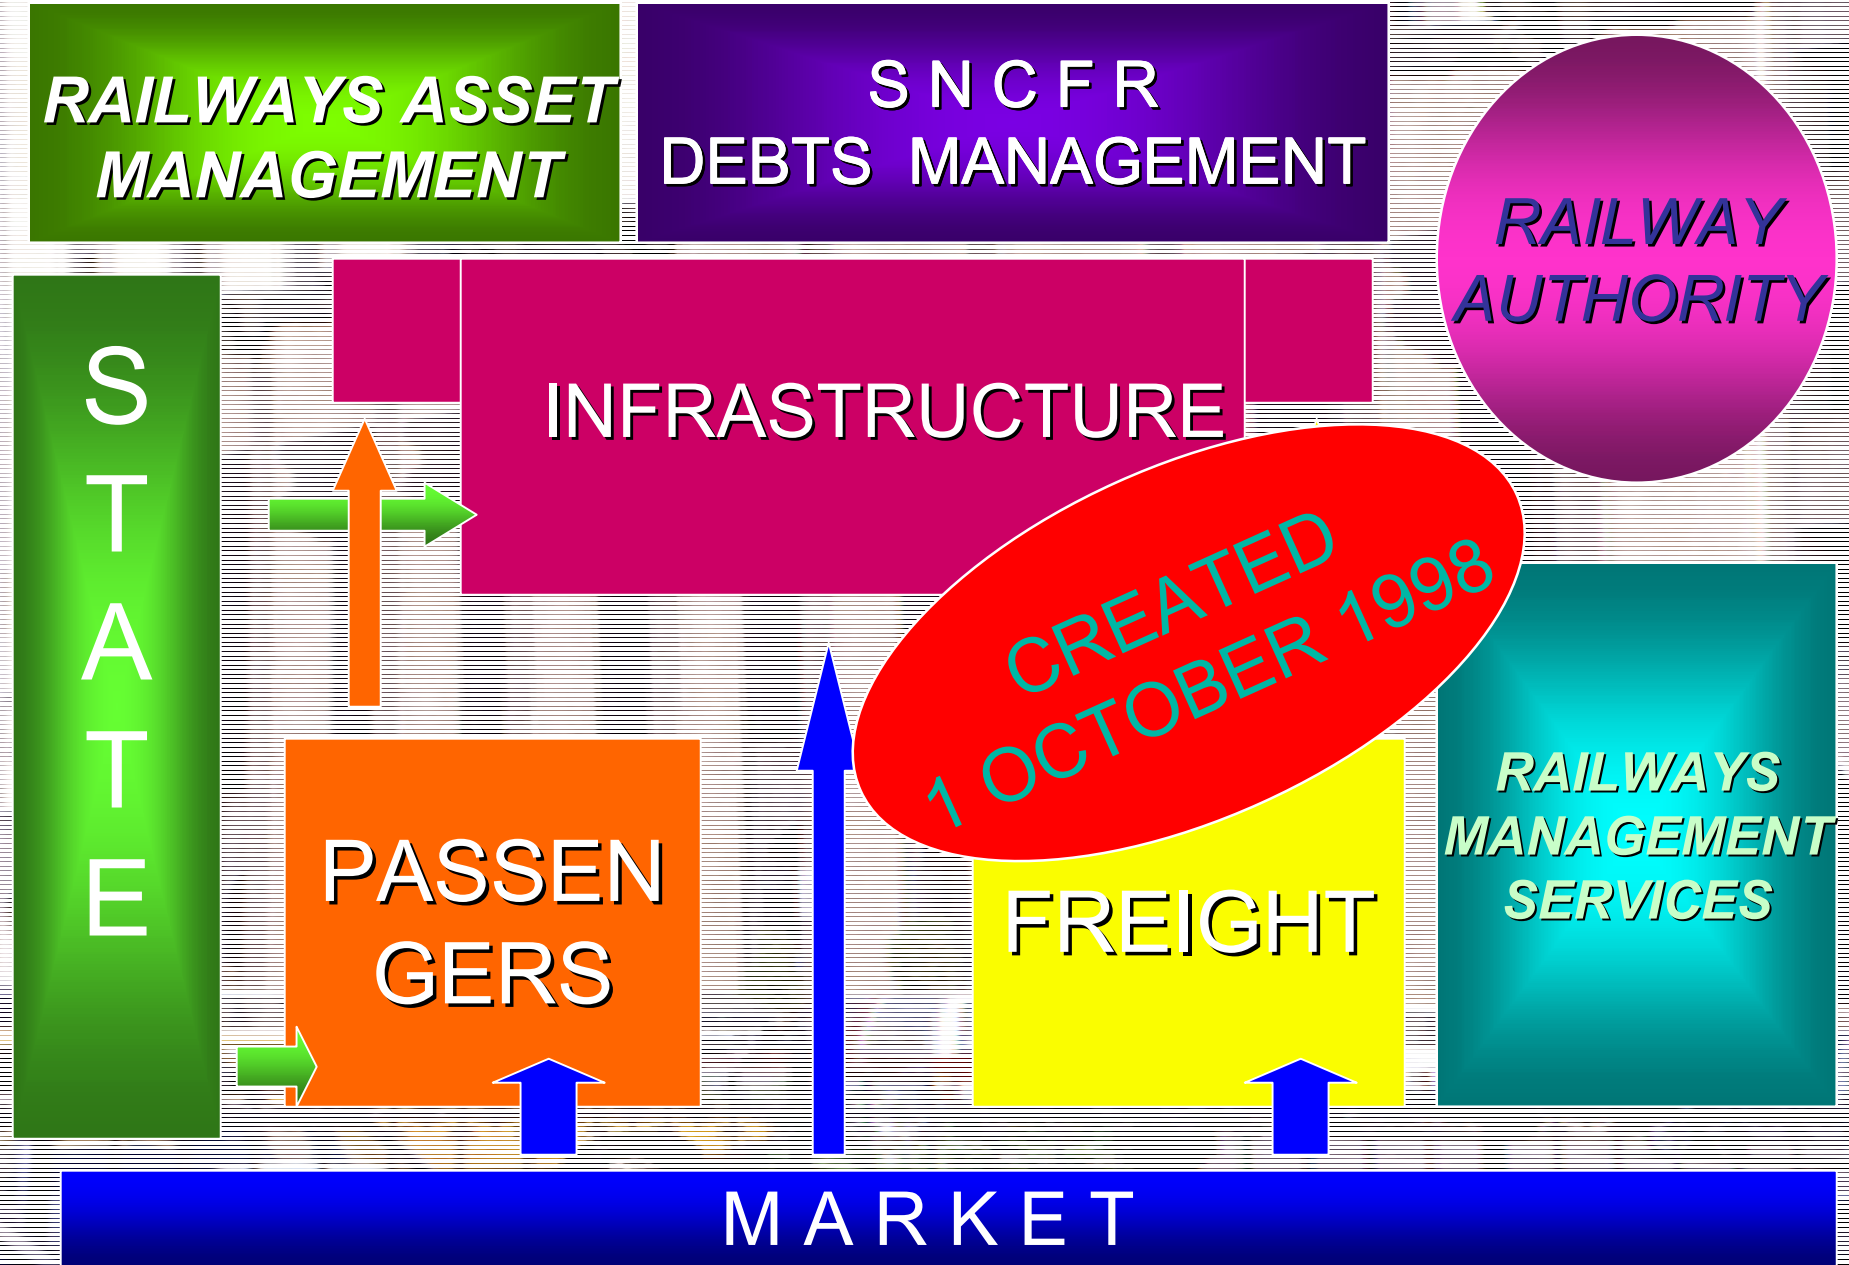 RAILWAYS ASSET
MANAGEMENT
S N C F R
DEBTS MANAGEMENT
RAILWAY
AUTHORITY
S
T
A
T
E
INFRASTRUCTURE
CREATED
1 OCTOBER 1998
PASSEN
GERS
FREIGHT
RAILWAYS
MANAGEMENT
SERVICES
M A R K E T